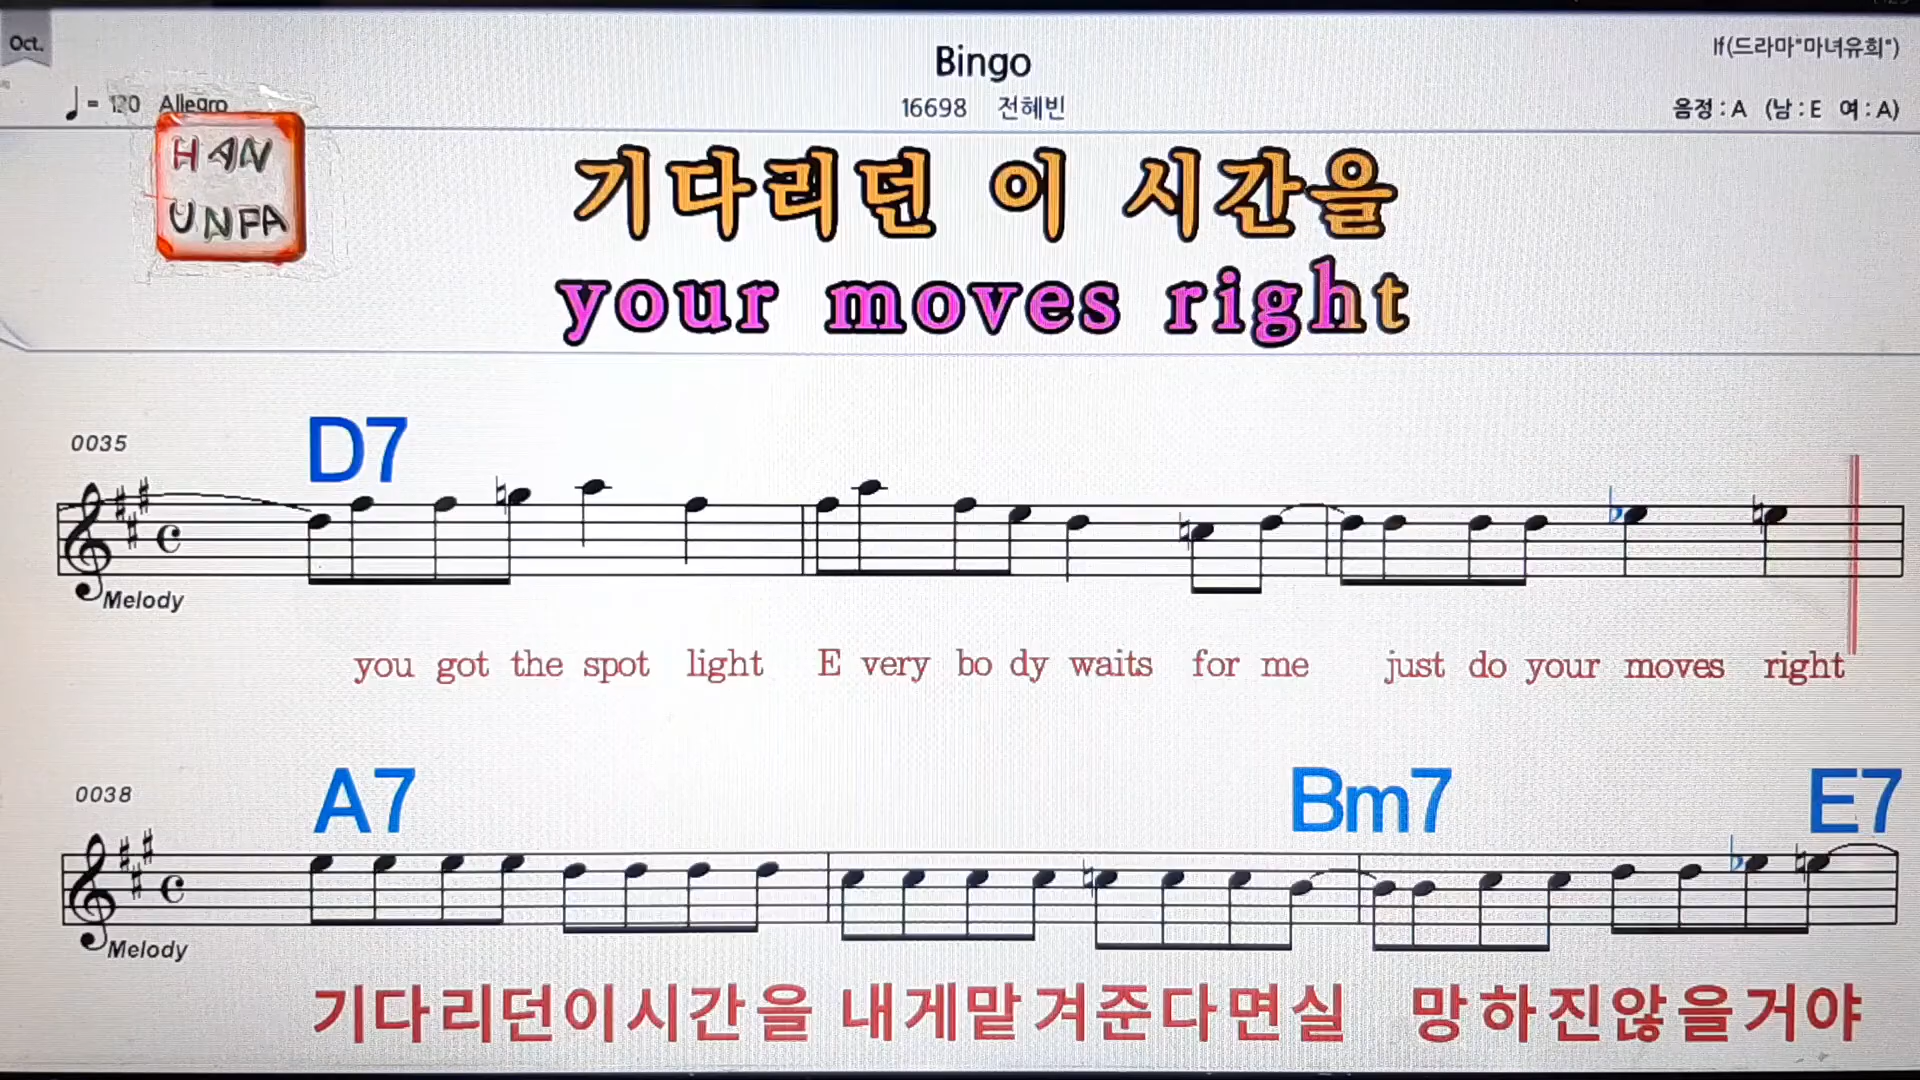 Oct.
Bingo
If(드라마"마녀유희")
♩= 120 Allegro
16698 전혜빈
음정 : A (남 : E 여 : A)
HAN
UNFA
기다리던 이 시간을
your moves right
0035
D7
Melody
you got the spot light E very bo dy waits for me just do your moves right
0038
A7 Bm7 E7
Melody
기다리던이시간을 내게맡겨준다면실 망하진않을거야